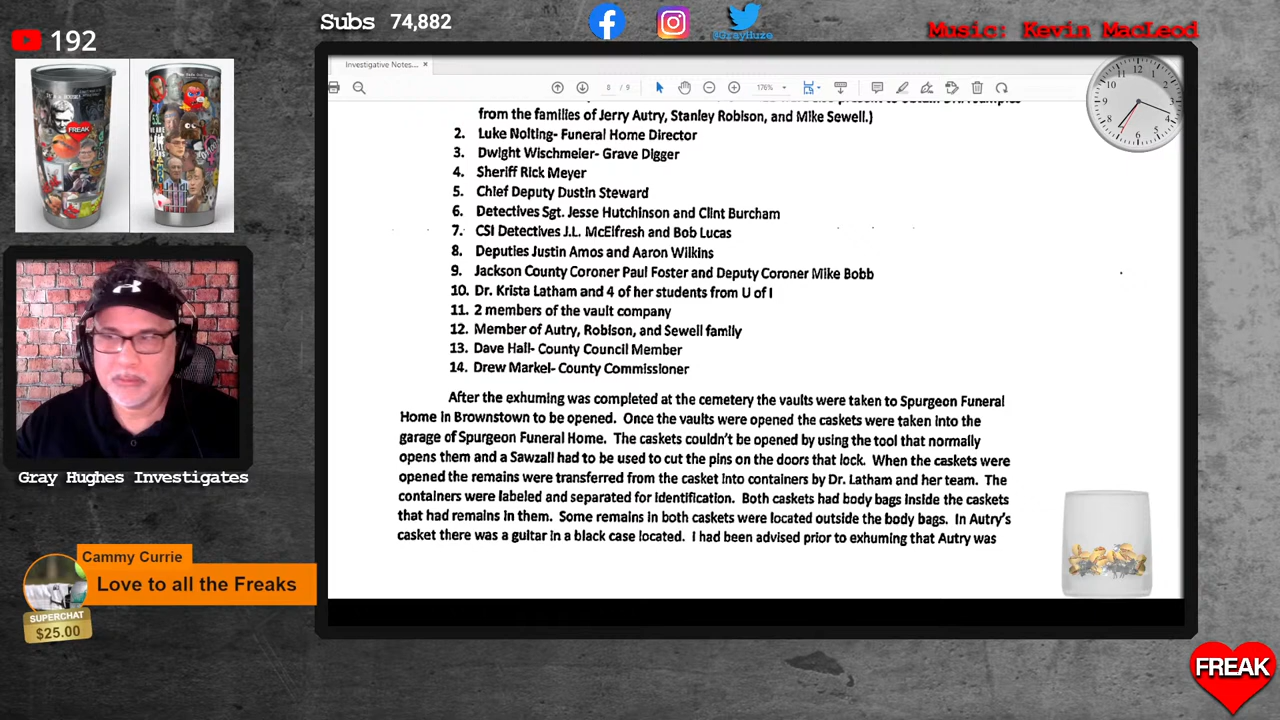 Subs 74,882
192
@GrayHuze
Music: Kevin MacLeod
Investigative Notes... ×
8 / 9
176%
from the families of Jerry Autry, Stanley Robison, and Mike Sewell.)
2. Luke Nolting- Funeral Home Director
3. Dwight Wischmeier- Grave Digger
4. Sheriff Rick Meyer
5. Chief Deputy Dustin Steward
6. Detectives Sgt. Jesse Hutchinson and Clint Burcham
7. CSI Detectives J.L. McElfresh and Bob Lucas
8. Deputies Justin Amos and Aaron Wilkins
9. Jackson County Coroner Paul Foster and Deputy Coroner Mike Bobb
10. Dr. Krista Latham and 4 of her students from U of I
11. 2 members of the vault company
12. Member of Autry, Robison, and Sewell family
13. Dave Hall- County Council Member
14. Drew Markel- County Commissioner
After the exhuming was completed at the cemetery the vaults were taken to Spurgeon Funeral
Home in Brownstown to be opened. Once the vaults were opened the caskets were taken into the
garage of Spurgeon Funeral Home. The caskets couldn't be opened by using the tool that normally
opens them and a Sawzall had to be used to cut the pins on the doors that lock. When the caskets were
opened the remains were transferred from the casket into containers by Dr. Latham and her team. The
containers were labeled and separated for identification. Both caskets had body bags inside the caskets
that had remains in them. Some remains in both caskets were located outside the body bags. In Autry's
casket there was a guitar in a black case located. I had been advised prior to exhuming that Autry was
FREAK
Gray Hughes Investigates
Cammy Currie
Love to all the Freaks
SUPERCHAT
$25.00
FREAK